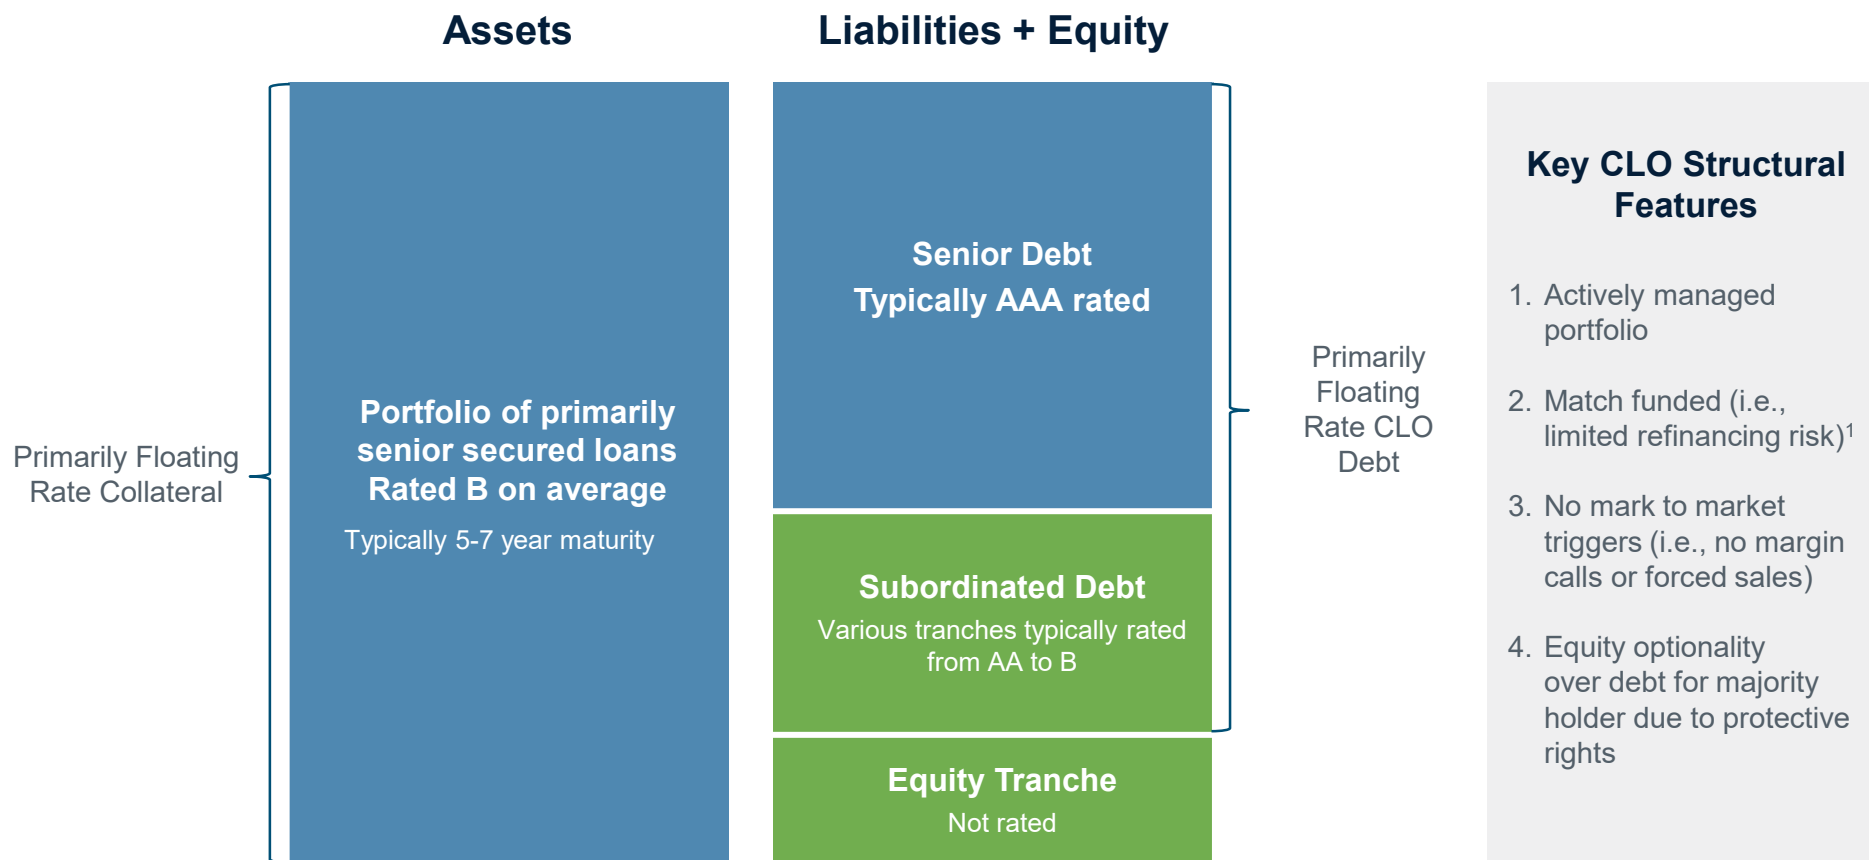 Assets
Liabilities + Equity
Primarily Floating
Rate Collateral
Portfolio of primarily
senior secured loans
Rated B on average
Typically 5-7 year maturity
Senior Debt
Typically AAA rated
Subordinated Debt
Various tranches typically rated
from AA to B
Equity Tranche
Not rated
Primarily
Floating
Rate CLO
Debt
Key CLO Structural
Features
1. Actively managed
portfolio
2. Match funded (i.e.,
limited refinancing risk)¹
3. No mark to market
triggers (i.e., no margin
calls or forced sales)
4. Equity optionality
over debt for majority
holder due to protective
rights